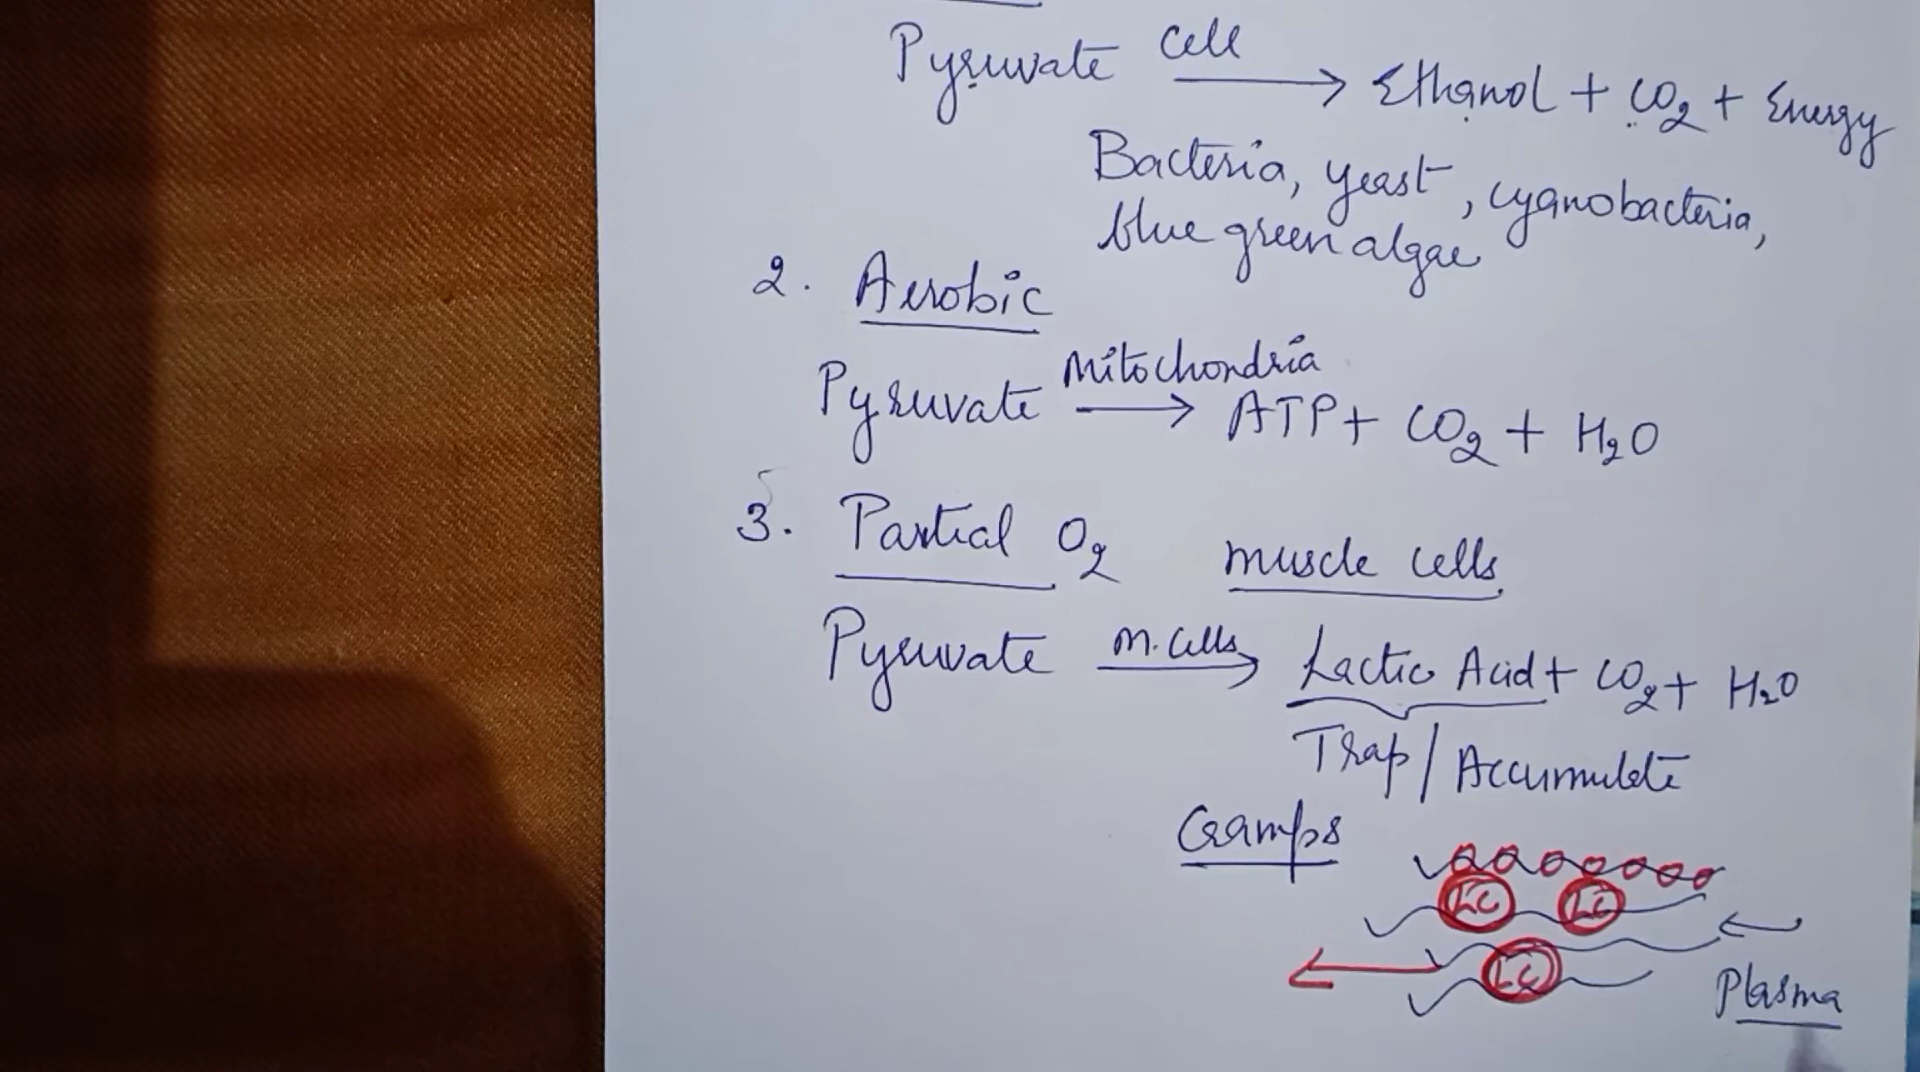 Pyruvate cell → Ethanol + CO2 + Energy
Bacteria, yeast, cyanobacteria,
blue green algae
2. Aerobic
Pyruvate Mitochondria → ATP + CO2 + H2O
3. Partial O2 muscle cells
Pyruvate M. Cells → Lactic Acid + CO2 + H2O
Trap / Accumulate
Cramps
LC LC
LC
Plasma